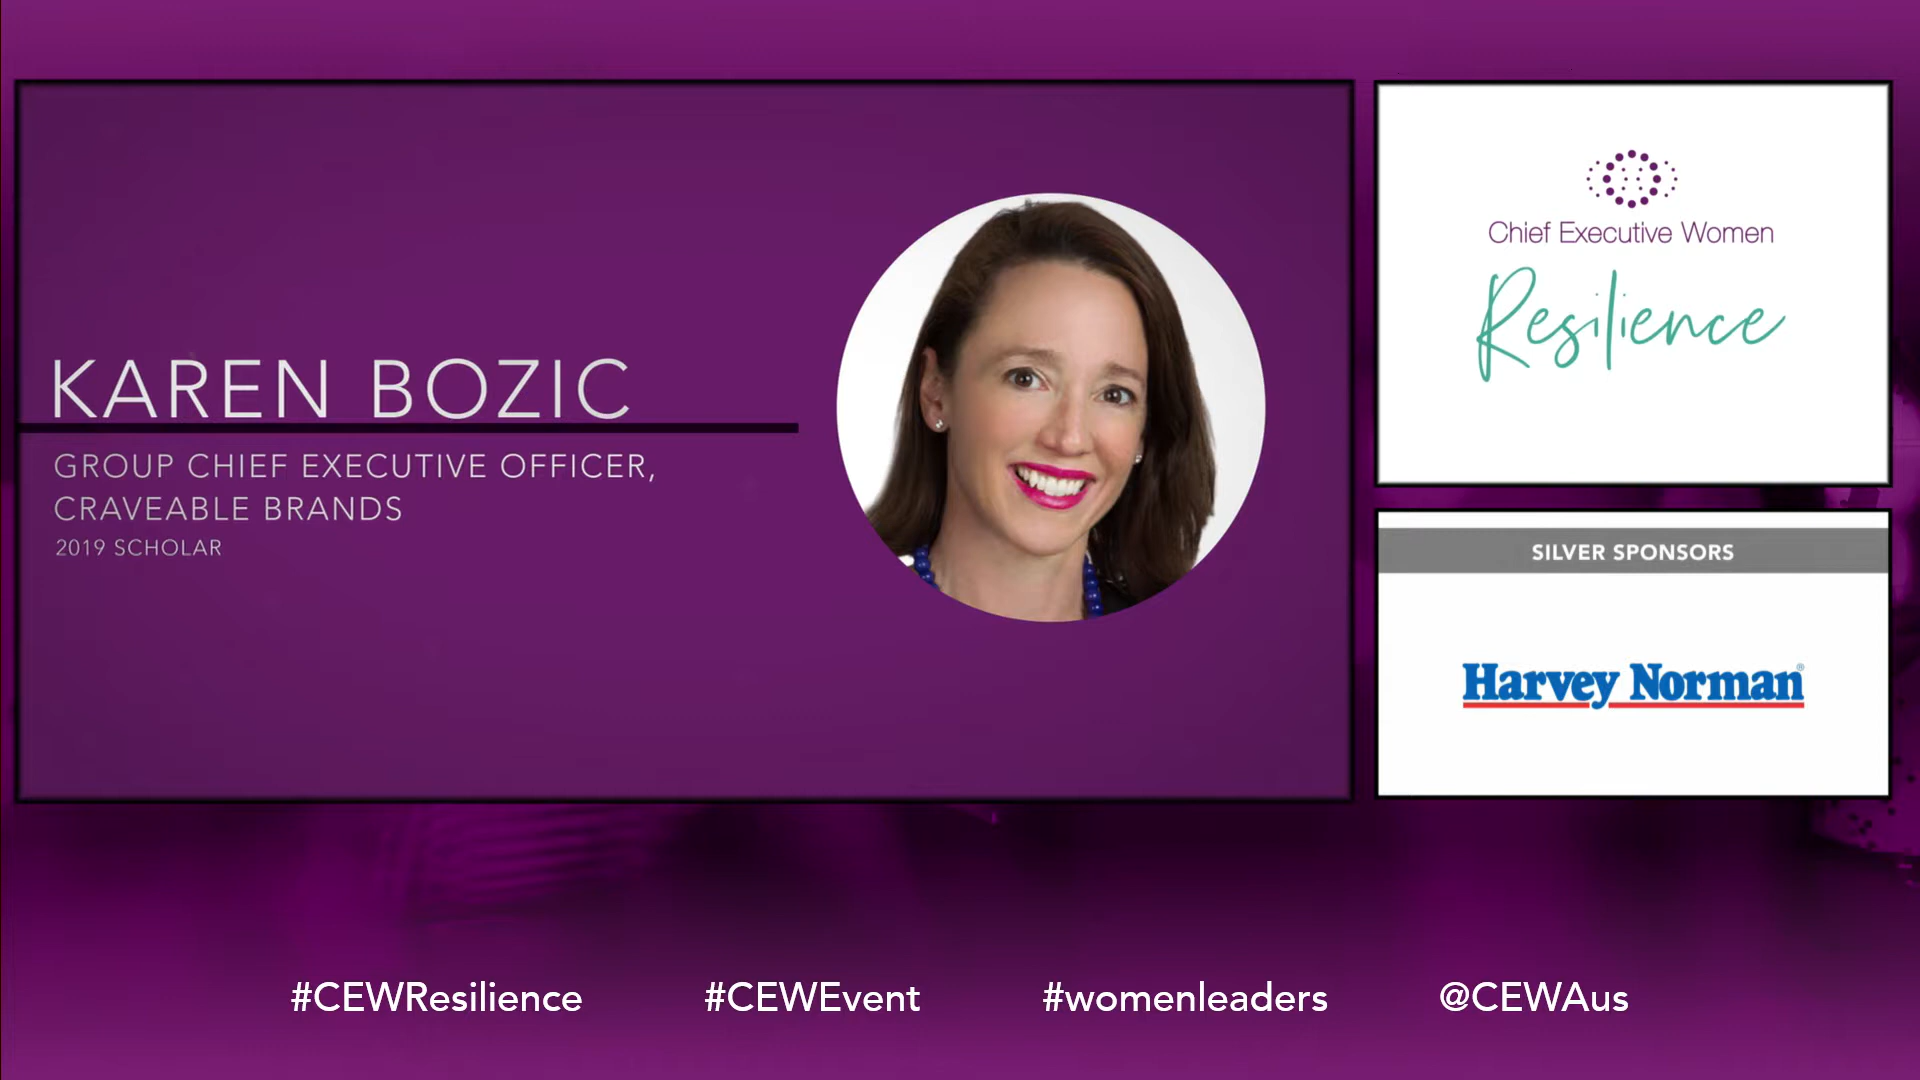 KAREN BOZIC
GROUP CHIEF EXECUTIVE OFFICER,
CRAVEABLE BRANDS
2019 SCHOLAR
Chief Executive Women
Resilience
SILVER SPONSORS
Harvey Norman®
#CEWResilience #CEWEvent #womenleaders @CEWAus